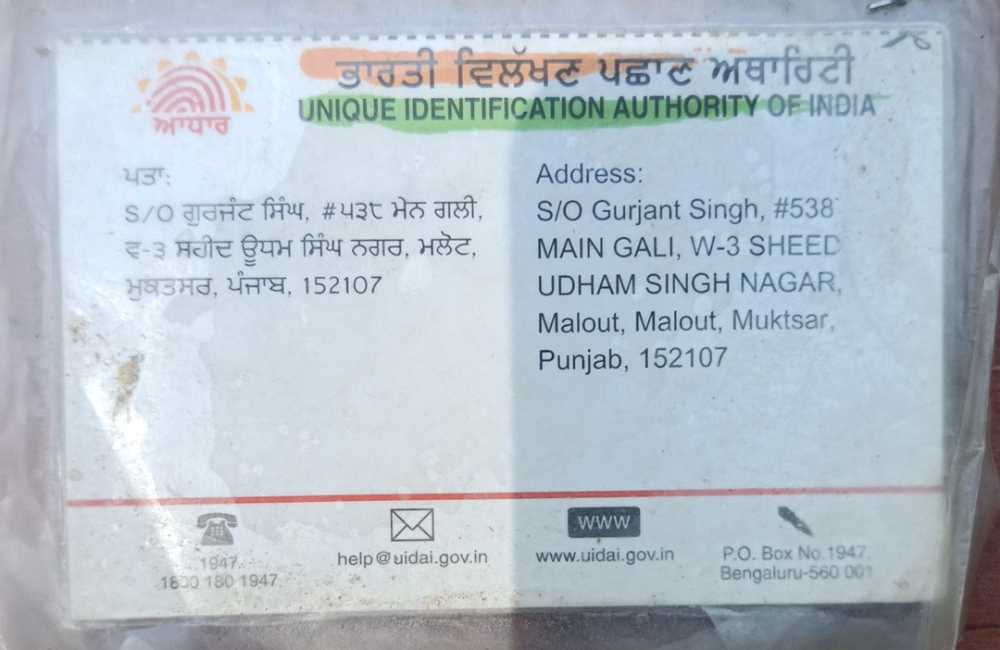 ਭਾਰਤੀ ਵਿਲੱਖਣ ਪਛਾਣ ਅਥਾਰਿਟੀ
UNIQUE IDENTIFICATION AUTHORITY OF INDIA
ਆਧਾਰ
ਪਤਾ:
S/O ਗੁਰਜੰਟ ਸਿੰਘ, #੫੩੮ ਮੇਨ ਗਲੀ,
ਵ-੩ ਸਹੀਦ ਊਧਮ ਸਿੰਘ ਨਗਰ, ਮਲੋਟ,
ਮੁਕਤਸਰ, ਪੰਜਾਬ, 152107
Address:
S/O Gurjant Singh, #538
MAIN GALI, W-3 SHEED
UDHAM SINGH NAGAR,
Malout, Malout, Muktsar,
Punjab, 152107
1947
1800 180 1947
help@uidai.gov.in
WWW
www.uidai.gov.in
P.O. Box No.1947,
Bengaluru-560 001